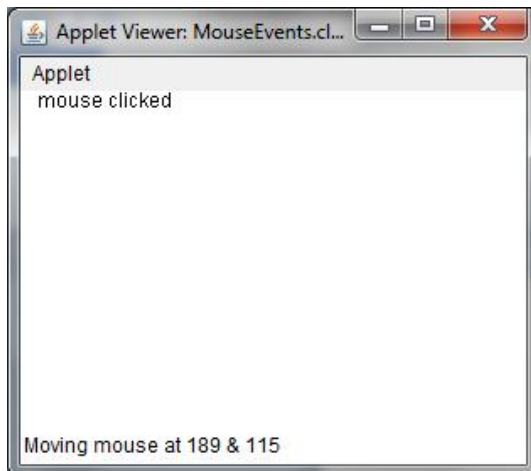 Applet Viewer: MouseEvents.cl...
Applet
mouse clicked
Moving mouse at 189 & 115